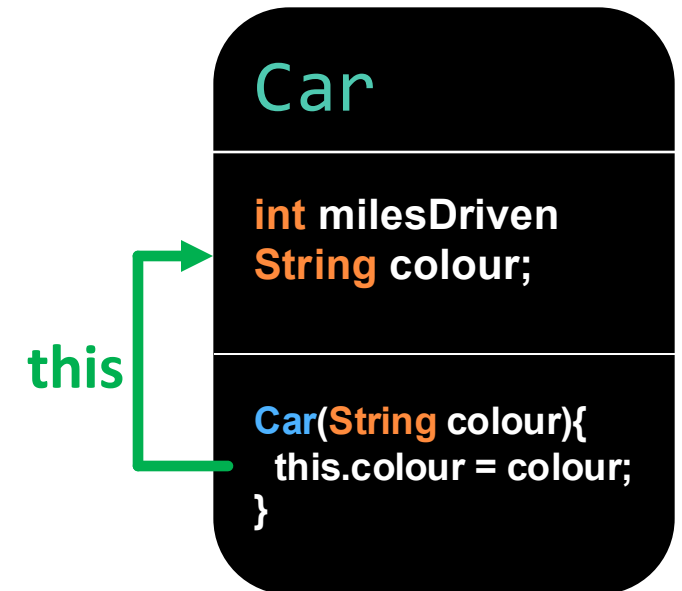 Car
int milesDriven
String colour;
this
Car(String colour){
this.colour = colour;
}